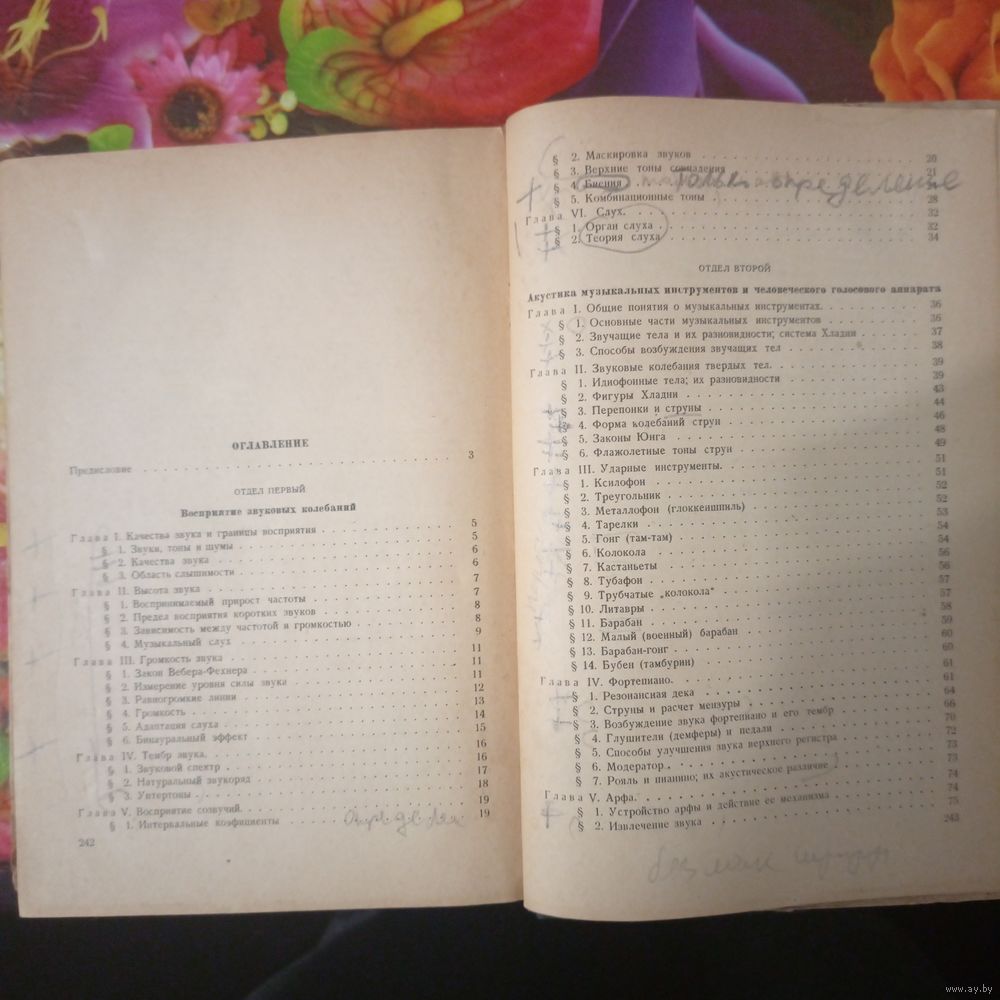 ОГЛАВЛЕНИЕ
Предисловие 3
ОТДЕЛ ПЕРВЫЙ
Восприятие звуковых колебаний
Глава I. Качества звука и границы восприятия 5
§ 1. Звуки, тоны и шумы 5
§ 2. Качества звука 6
§ 3. Область слышимости 6
Глава II. Высота звука 7
§ 1. Воспринимаемый прирост частоты 7
§ 2. Предел восприятия коротких звуков 8
§ 3. Зависимость между частотой и громкостью 8
§ 4. Музыкальный слух 9
Глава III. Громкость звука 11
§ 1. Закон Вебера-Фехнера 11
§ 2. Измерение уровня силы звука 11
§ 3. Равногромкие линии 12
§ 4. Громкость 13
§ 5. Адаптация слуха 14
§ 6. Бинауральный эффект 15
Глава IV. Тембр звука. 16
§ 1. Звуковой спектр 16
§ 2. Натуральный звукоряд 17
§ 3. Унтертоны 18
Глава V. Восприятие созвучий. 19
§ 1. Интервальные коэфициенты 19
242
§ 2. Маскировка звуков 20
§ 3. Верхние тоны совпадения 21
§ 4. Биения только определение
§ 5. Комбинационные тоны 28
Глава VI. Слух. 32
§ 1. Орган слуха 32
§ 2. Теория слуха 34
ОТДЕЛ ВТОРОЙ
Акустика музыкальных инструментов и человеческого голосового аппарата
Глава I. Общие понятия о музыкальных инструментах. 36
§ 1. Основные части музыкальных инструментов 36
§ 2. Звучащие тела и их разновидности; система Хладни 37
§ 3. Способы возбуждения звучащих тел 38
Глава II. Звуковые колебания твердых тел. 39
§ 1. Идиофонные тела; их разновидности 39
§ 2. Фигуры Хладни 43
§ 3. Перепонки и струны 44
§ 4. Форма колебаний струн 46
§ 5. Законы Юнга 48
§ 6. Флажолетные тоны струн 49
Глава III. Ударные инструменты. 51
§ 1. Ксилофон 51
§ 2. Треугольник 52
§ 3. Металлофон (глоккеншпиль) 52
§ 4. Тарелки 53
§ 5. Гонг (там-там) 54
§ 6. Колокола 54
§ 7. Кастаньеты 56
§ 8. Тубафон 56
§ 9. Трубчатые „колокола“ 57
§ 10. Литавры 57
§ 11. Барабан 58
§ 12. Малый (военный) барабан 59
§ 13. Барабан-гонг 60
§ 14. Бубен (тамбурин) 60
Глава IV. Фортепиано. 61
§ 1. Резонансная дека 61
§ 2. Струны и расчет мензуры 64
§ 3. Возбуждение звука фортепиано и его тембр 66
§ 4. Глушители (демферы) и педали 70
§ 5. Способы улучшения звука верхнего регистра 72
§ 6. Модератор 73
§ 7. Рояль и пианино; их акустическое различие 73
Глава V. Арфа. 74
§ 1. Устройство арфы и действие ее механизма 74
§ 2. Извлечение звука 75
243
www.ay.by